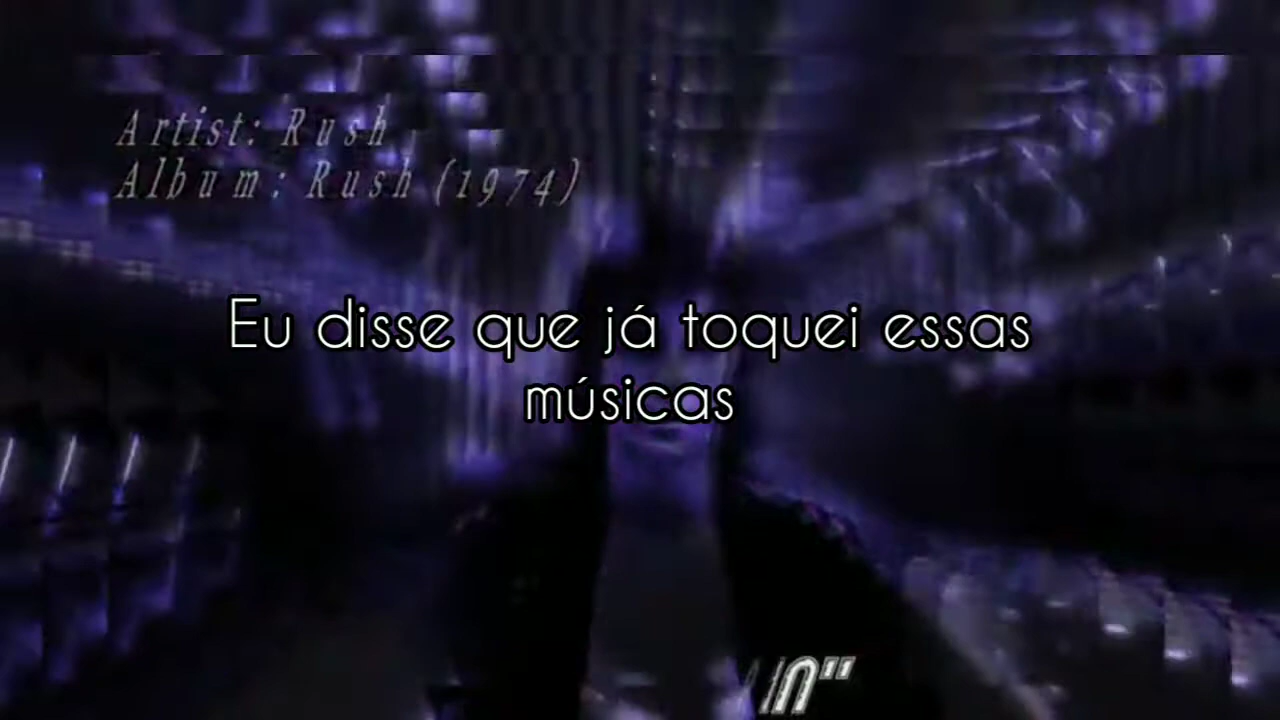 Artist: Rush
Album: Rush (1974)
Eu disse que já toquei essas
músicas